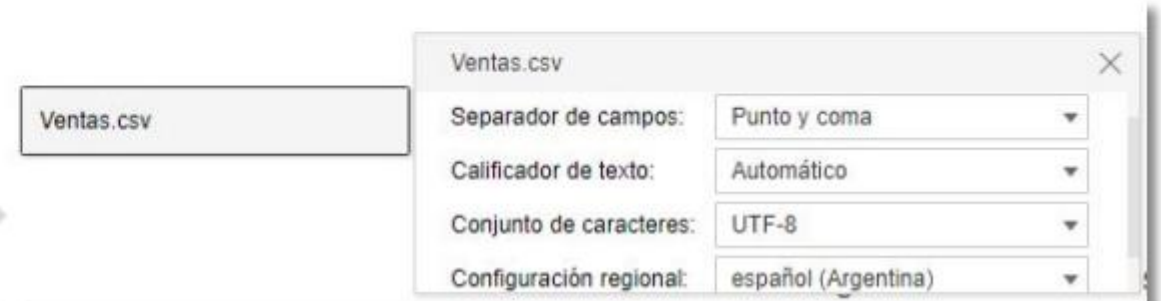 Ventas.csv
Ventas.csv
Separador de campos: Punto y coma
Calificador de texto: Automático
Conjunto de caracteres: UTF-8
Configuración regional: español (Argentina)